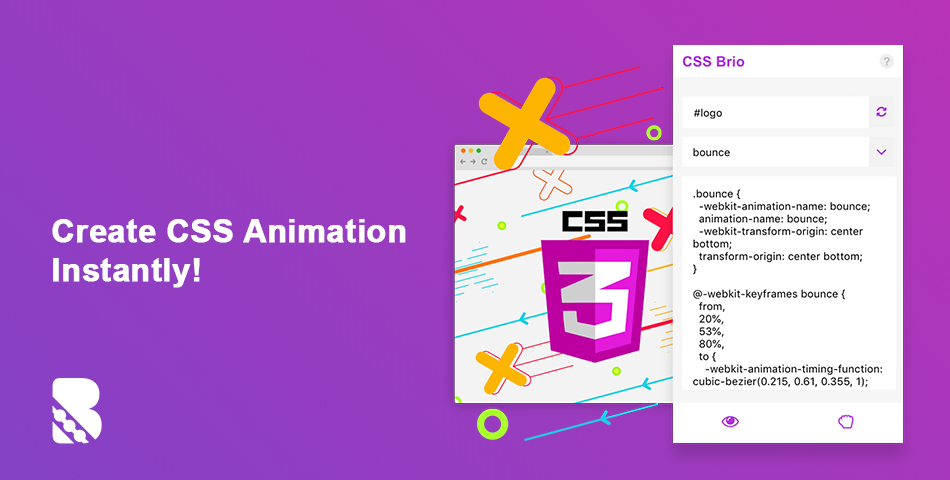 Create CSS Animation
Instantly!
CSS
3
CSS Brio
?
#logo
bounce
.bounce {
-webkit-animation-name: bounce;
animation-name: bounce;
-webkit-transform-origin: center
bottom;
transform-origin: center bottom;
}
@-webkit-keyframes bounce {
from,
20%,
53%,
80%,
to {
-webkit-animation-timing-function:
cubic-bezier(0.215, 0.61, 0.355, 1);